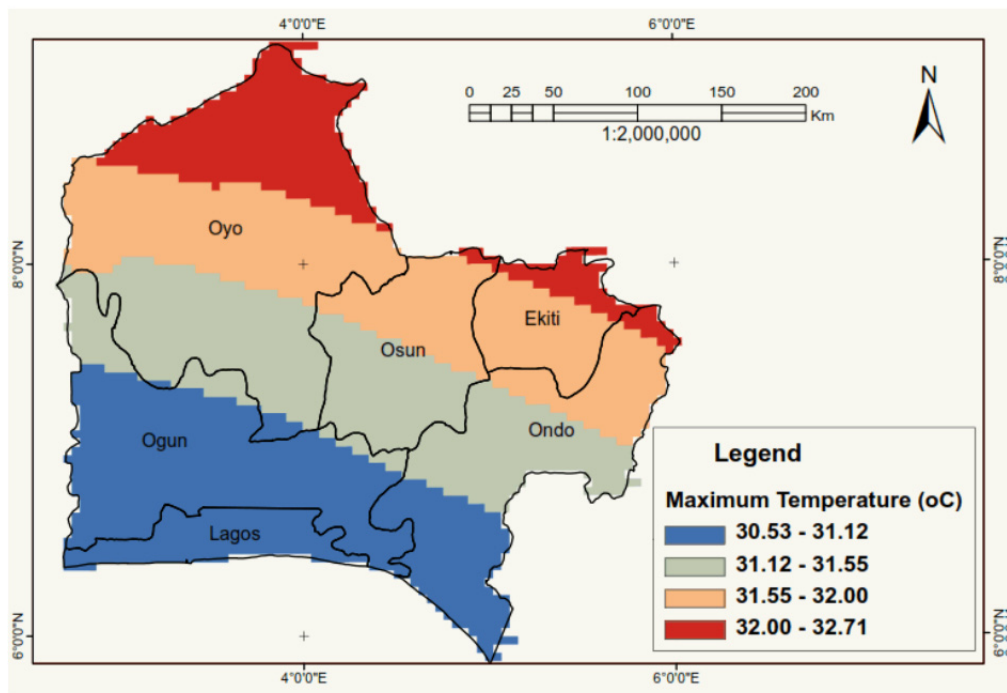 4°0'0"E
6°0'0"E
N
0 25 50 100 150 200
Km
1:2,000,000
Oyo
8°0'0"N
8°0'0"N
Ekiti
Osun
Ogun
Ondo
Lagos
Legend
Maximum Temperature (oC)
30.53 - 31.12
31.12 - 31.55
31.55 - 32.00
32.00 - 32.71
6°0'0"N
6°0'0"N
4°0'0"E
6°0'0"E